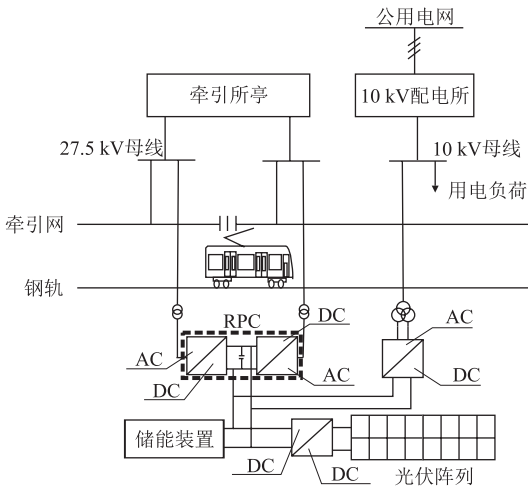 公用电网
牵引所亭
10 kV配电所
27.5 kV母线
10 kV母线
用电负荷
牵引网
钢轨
RPC
DC
AC
AC
DC
AC
DC
储能装置
DC
DC
光伏阵列